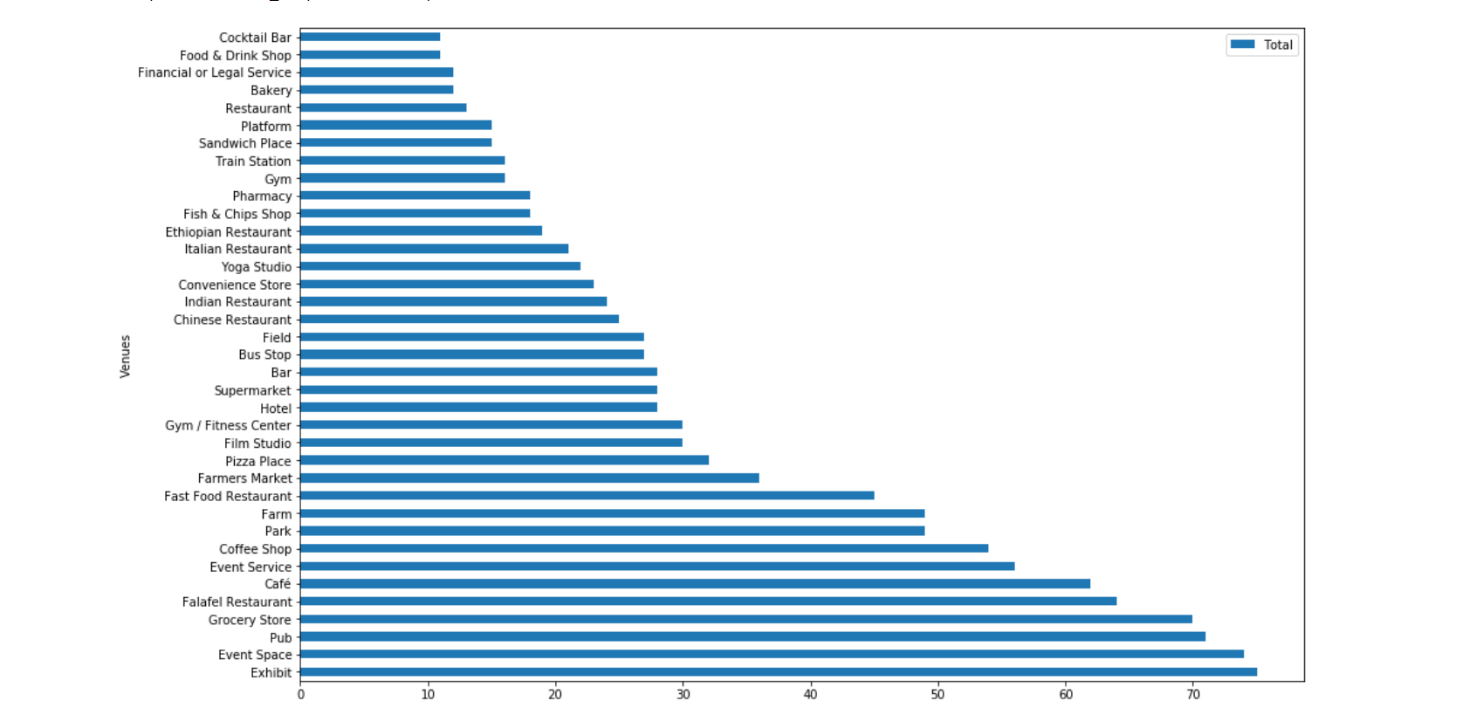 Cocktail Bar
Total
Food & Drink Shop
Financial or Legal Service
Bakery
Restaurant
Platform
Sandwich Place
Train Station
Gym
Pharmacy
Fish & Chips Shop
Ethiopian Restaurant
Italian Restaurant
Yoga Studio
Convenience Store
Indian Restaurant
Chinese Restaurant
Field
Venues
Bus Stop
Bar
Supermarket
Hotel
Gym / Fitness Center
Film Studio
Pizza Place
Farmers Market
Fast Food Restaurant
Farm
Park
Coffee Shop
Event Service
Café
Falafel Restaurant
Grocery Store
Pub
Event Space
Exhibit
0 10 20 30 40 50 60 70